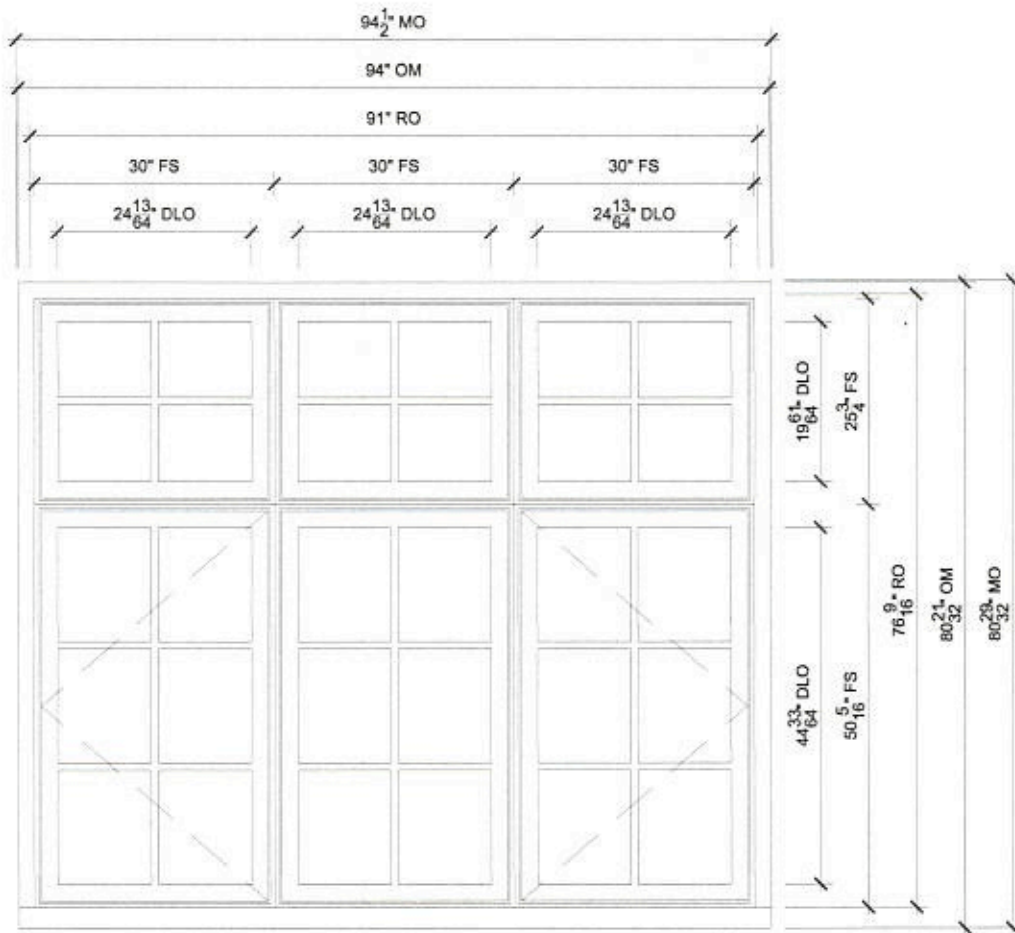 94 1/2" MO
94" OM
91" RO
30" FS 30" FS 30" FS
24 13/64" DLO 24 13/64" DLO 24 13/64" DLO
19 61/64" DLO
25 3/4" FS
44 33/64" DLO
50 5/16" FS
76 9/16" RO
80 21/32" OM
80 29/32" MO